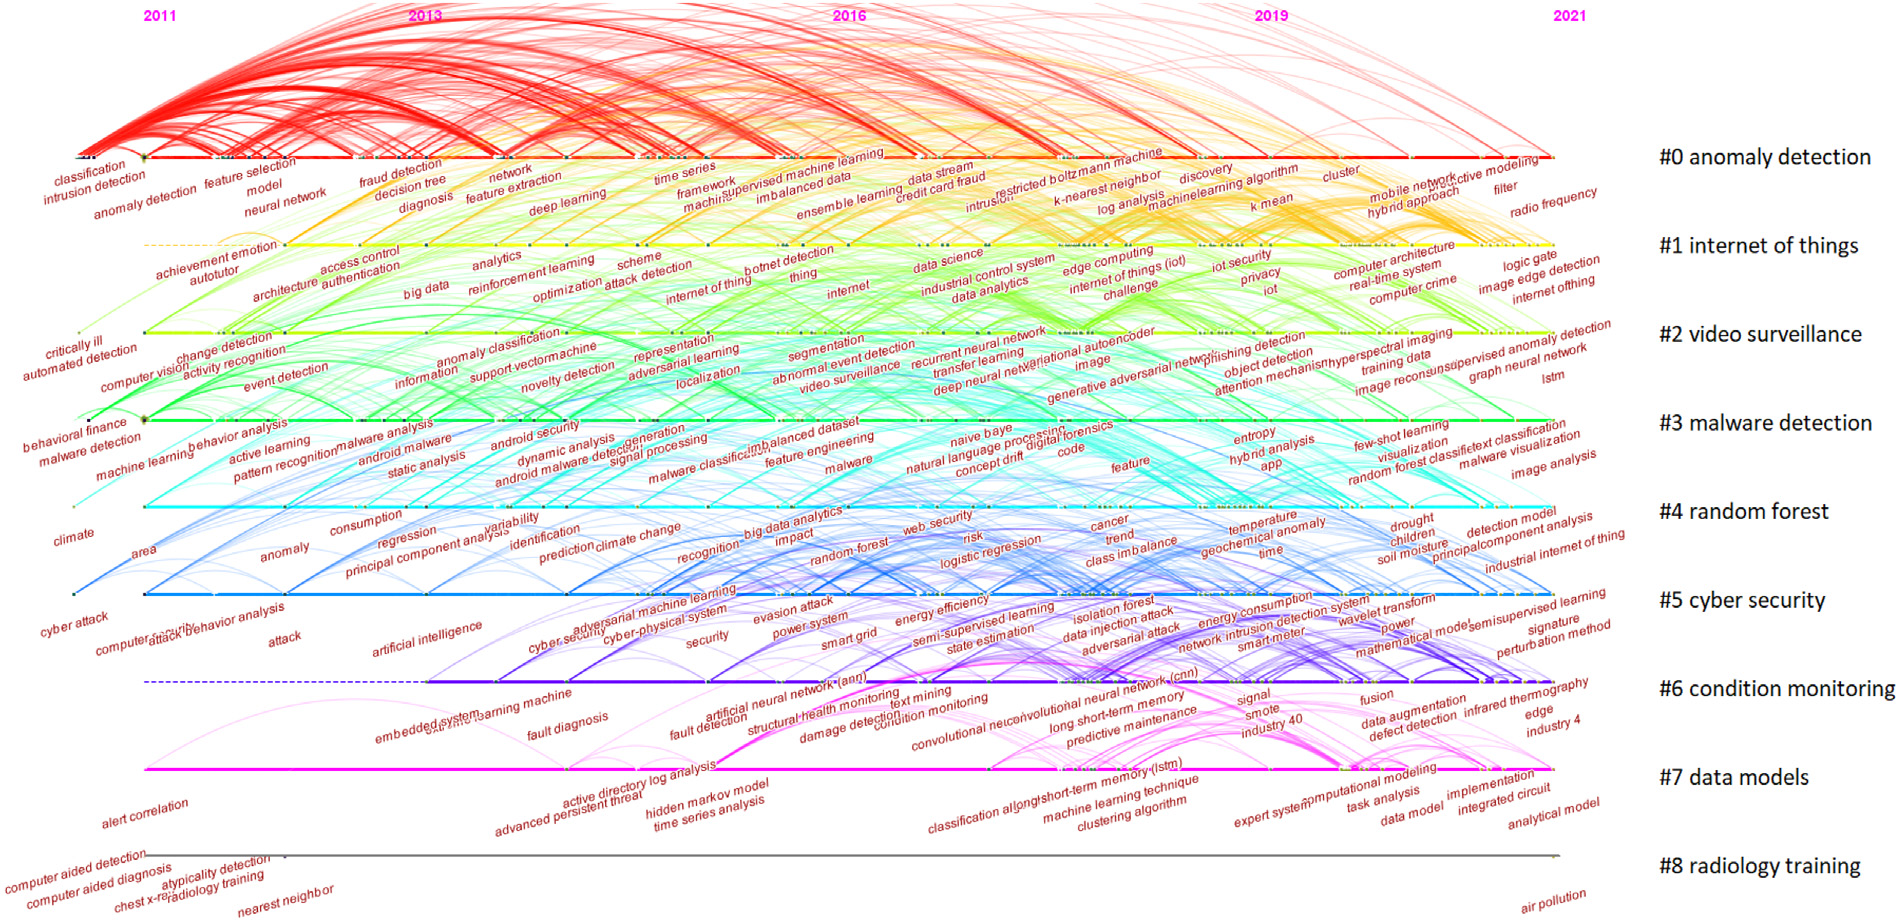 2011 2013 2016 2019 2021
#0 anomaly detection
classification
intrusion detection
anomaly detection
feature selection
model
neural network
fraud detection
decision tree
diagnosis
network
feature extraction
deep learning
time series
framework
supervised machine learning
imbalanced data
ensemble learning
data stream
credit card fraud
restricted boltzmann machine
k-nearest neighbor
log analysis
discovery
machinelearning algorithm
k mean
cluster
mobile network
hybrid approach
predictive modeling
filter
radio frequency
#1 internet of things
achievement emotion
autotutor
access control
authentication
architecture
big data
analytics
reinforcement learning
optimization
scheme
attack detection
internet of thing
botnet detection
thing
internet
data science
industrial control system
data analytics
edge computing
internet of things (iot)
challenge
iot security
privacy
iot
computer architecture
real-time system
computer crime
logic gate
image edge detection
internet ofthing
#2 video surveillance
critically ill
automated detection
change detection
computer vision
activity recognition
event detection
anomaly classification
information
support vectormachine
novelty detection
representation
adversarial learning
localization
segmentation
abnormal event detection
video surveillance
recurrent neural network
transfer learning
deep neural network
variational autoencoder
image
generative adversarial network
phishing detection
object detection
attention mechanism
hyperspectral imaging
training data
unsupervised anomaly detection
graph neural network
lstm
#3 malware detection
behavioral finance
malware detection
behavior analysis
machine learning
active learning
pattern recognition
malware analysis
android malware
static analysis
android security
dynamic analysis
android malware detection
generation
signal processing
imbalanced dataset
malware classification
feature engineering
malware
naive baye
natural language processing
concept drift
digital forensics
code
feature
entropy
hybrid analysis
app
few-shot learning
visualization
text classification
malware visualization
image analysis
#4 random forest
climate
area
anomaly
consumption
regression
principal component analysis
variability
identification
prediction
climate change
recognition
big data analytics
impact
random-forest
web security
risk
logistic regression
cancer
trend
class imbalance
temperature
geochemical anomaly
time
drought
children
soil moisture
detection model
principalcomponent analysis
industrial internet of thing
#5 cyber security
cyber attack
computer security
attack behavior analysis
attack
artificial intelligence
adversarial machine learning
cyber security
cyber-physical system
security
evasion attack
power system
smart grid
energy efficiency
semi-supervised learning
state estimation
isolation forest
data injection attack
adversarial attack
energy consumption
network intrusion detection system
smart meter
wavelet transform
power
mathematical model
semisupervised learning
signature
perturbation method
#6 condition monitoring
embedded system
fault diagnosis
fault detection
artificial neural network (ann)
structural health monitoring
damage detection
text mining
condition monitoring
convolutional neural network (cnn)
long short-term memory
predictive maintenance
signal
smote
industry 40
fusion
data augmentation
defect detection
infrared thermography
edge
industry 4
#7 data models
alert correlation
active directory log analysis
advanced persistent threat
hidden markov model
time series analysis
long short-term memory (lstm)
machine learning technique
clustering algorithm
expert system
computational modeling
task analysis
data model
implementation
integrated circuit
analytical model
#8 radiology training
computer aided detection
computer aided diagnosis
atypicality detection
chest x-ray
radiology training
nearest neighbor
air pollution